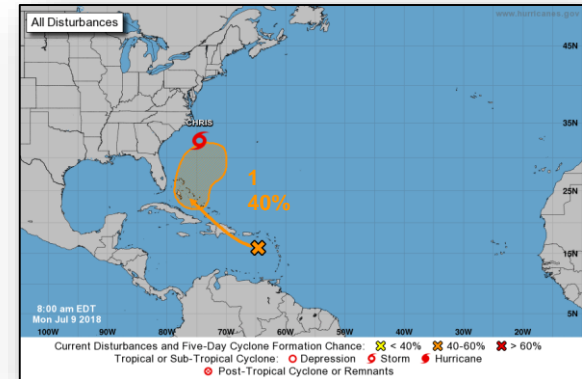 All Disturbances
www.hurricanes.gov
45N
CHRIS
35N
1
40%
25N
15N
8:00 am EDT
Mon Jul 9 2018
5N
100W 90W 80W 70W 60W 50W 40W 30W 20W
Current Disturbances and Five-Day Cyclone Formation Chance: < 40% 40-60% > 60%
Tropical or Sub-Tropical Cyclone: Depression Storm Hurricane
Post-Tropical Cyclone or Remnants